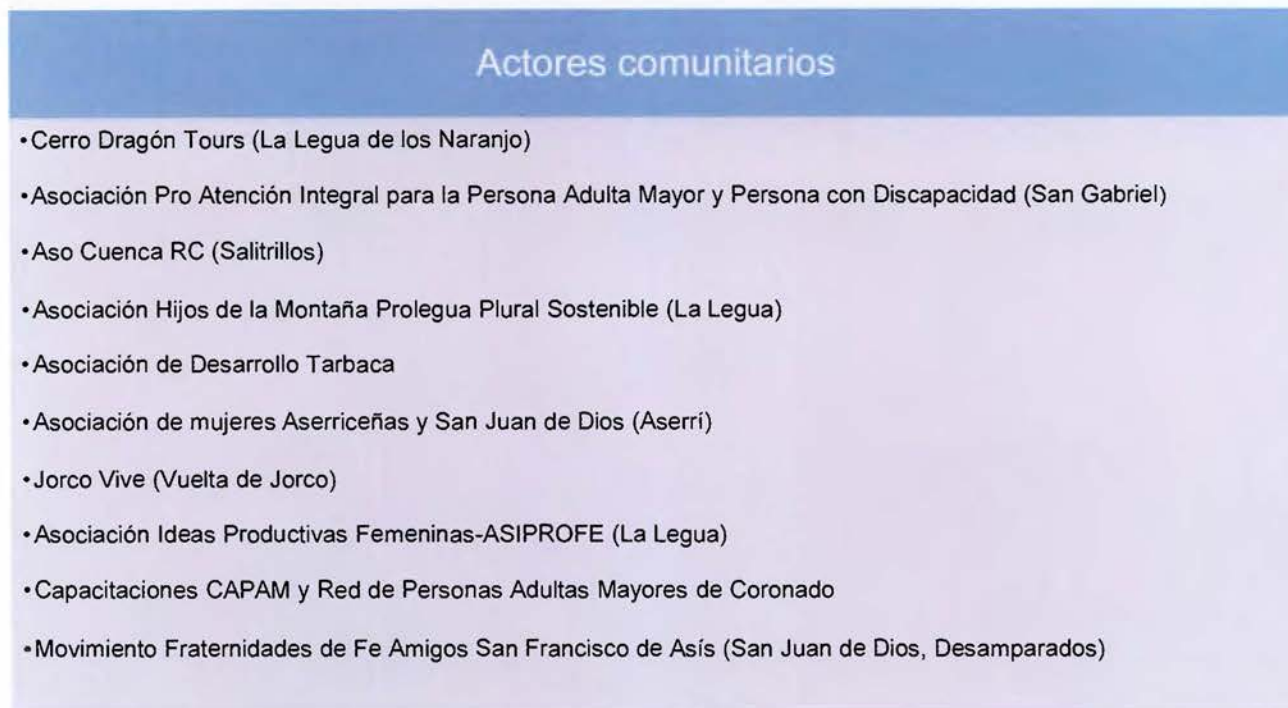 Actores comunitarios
•Cerro Dragón Tours (La Legua de los Naranjo)
•Asociación Pro Atención Integral para la Persona Adulta Mayor y Persona con Discapacidad (San Gabriel)
•Aso Cuenca RC (Salitrillos)
•Asociación Hijos de la Montaña Prolegua Plural Sostenible (La Legua)
•Asociación de Desarrollo Tarbaca
•Asociación de mujeres Aserriceñas y San Juan de Dios (Aserrí)
•Jorco Vive (Vuelta de Jorco)
•Asociación Ideas Productivas Femeninas-ASIPROFE (La Legua)
•Capacitaciones CAPAM y Red de Personas Adultas Mayores de Coronado
•Movimiento Fraternidades de Fe Amigos San Francisco de Asís (San Juan de Dios, Desamparados)